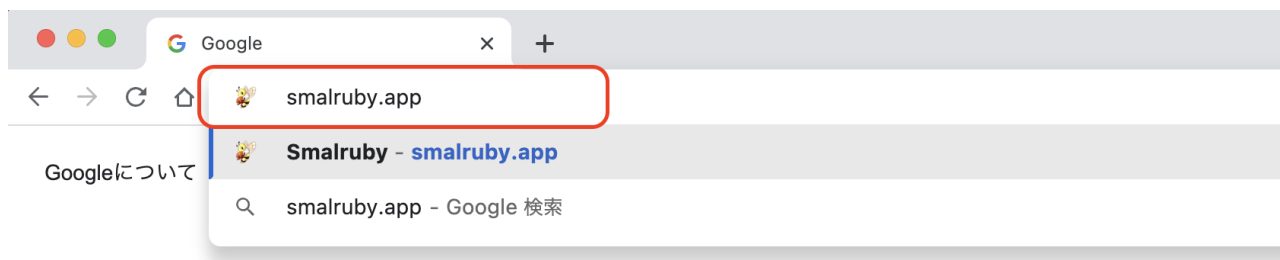 Google
smalruby.app
Smalruby - smalruby.app
Googleについて
smalruby.app - Google 検索